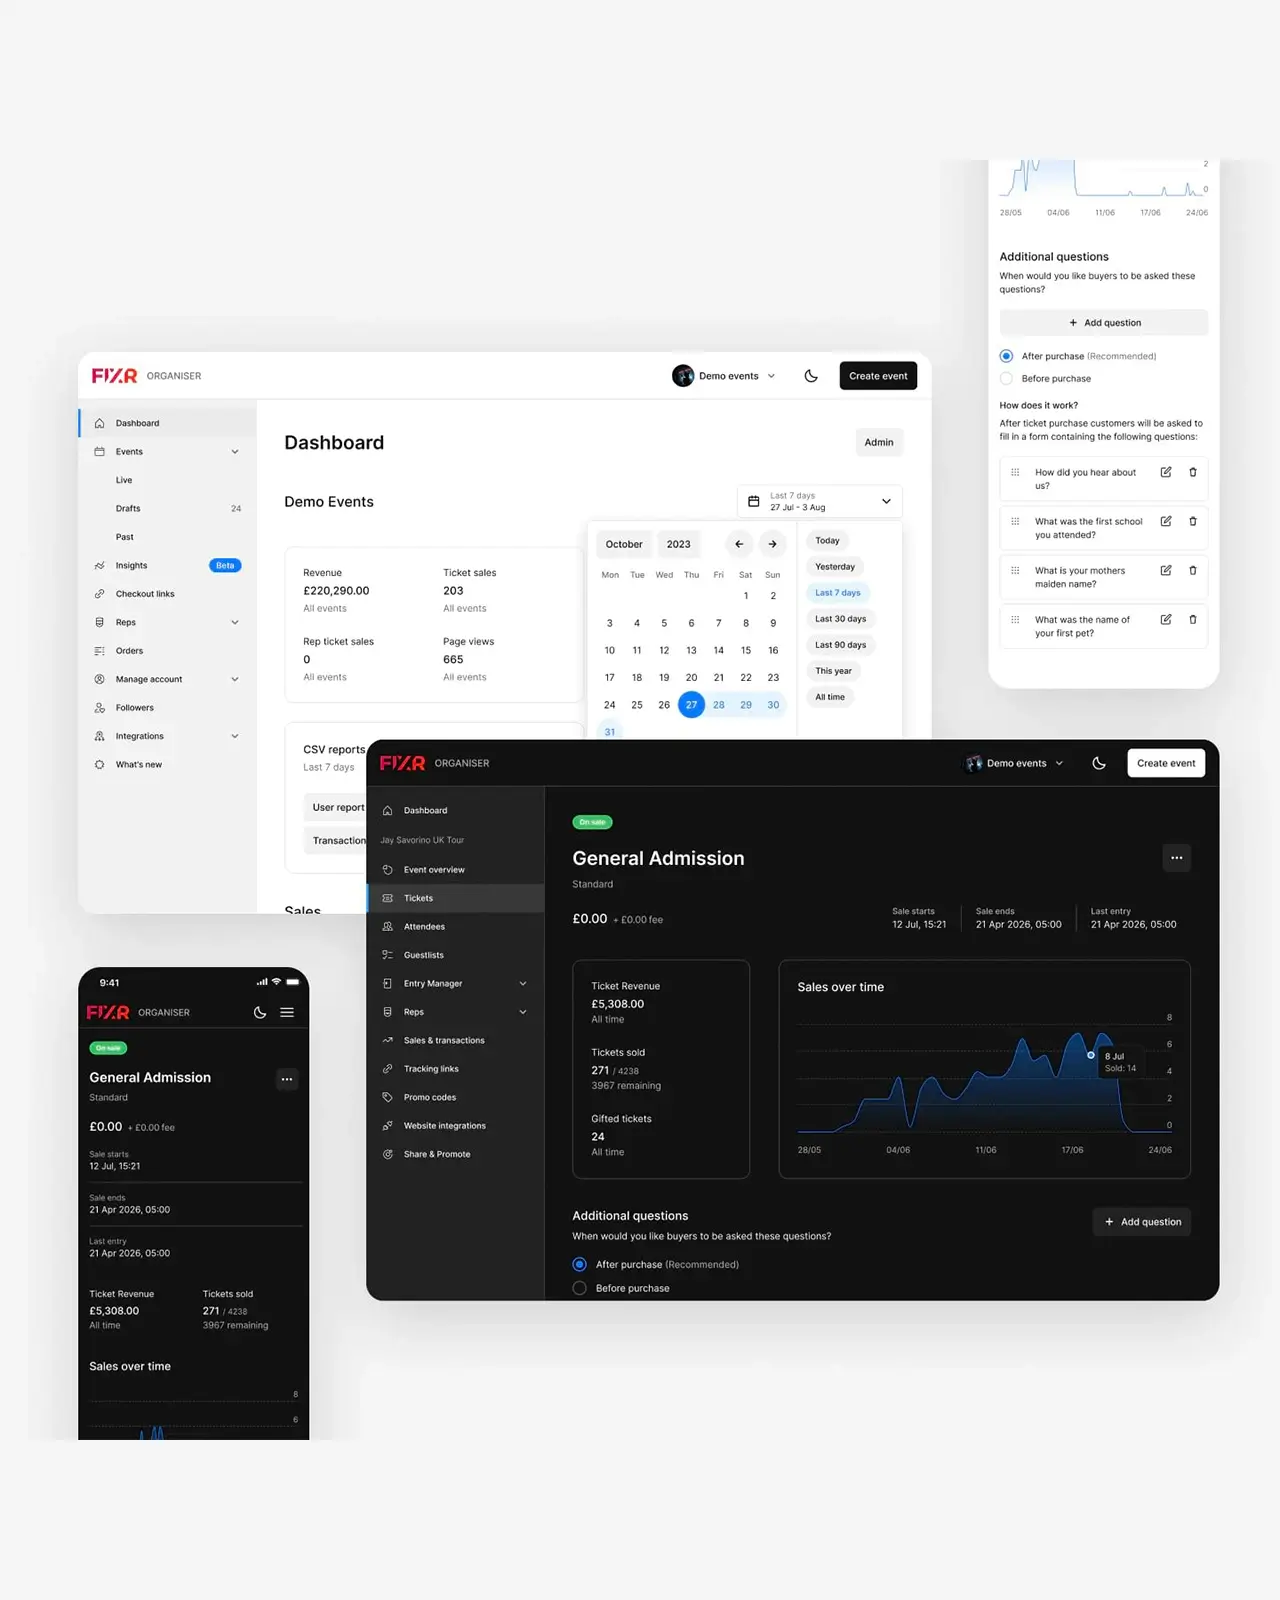 2
0
28/05 04/06 11/06 17/06 24/06
Additional questions
When would you like buyers to be asked these
questions?
+ Add question
After purchase (Recommended)
Before purchase
How does it work?
After ticket purchase customers will be asked to
fill in a form containing the following questions:
How did you hear about
us?
What was the first school
you attended?
What is your mothers
maiden name?
What was the name of
your first pet?
FIXR ORGANISER
Demo events
Create event
Dashboard
Events
Live
Drafts 24
Past
Insights Beta
Checkout links
Reps
Orders
Manage account
Followers
Integrations
What's new
Dashboard
Admin
Demo Events
Last 7 days
27 Jul - 3 Aug
Revenue
£220,290.00
All events
Ticket sales
203
All events
Rep ticket sales
0
All events
Page views
665
All events
October 2023
Mon Tue Wed Thu Fri Sat Sun
1 2
3 4 5 6 7 8 9
10 11 12 13 14 15 16
17 18 19 20 21 22 23
24 25 26 27 28 29 30
31
Today
Yesterday
Last 7 days
Last 30 days
Last 90 days
This year
All time
CSV reports
Last 7 days
User report
Transaction
Sales
FIXR ORGANISER
Demo events
Create event
Dashboard
Jay Savorino UK Tour
Event overview
Tickets
Attendees
Guestlists
Entry Manager
Reps
Sales & transactions
Tracking links
Promo codes
Website integrations
Share & Promote
On sale
General Admission
Standard
£0.00 + £0.00 fee
Sale starts
12 Jul, 15:21
Sale ends
21 Apr 2026, 05:00
Last entry
21 Apr 2026, 05:00
Ticket Revenue
£5,308.00
All time
Tickets sold
271 / 4238
3967 remaining
Gifted tickets
24
All time
Sales over time
8
6
4
2
0
8 Jul
Sold: 14
28/05 04/06 11/06 17/06 24/06
Additional questions
When would you like buyers to be asked these questions?
+ Add question
After purchase (Recommended)
Before purchase
9:41
FIXR ORGANISER
On sale
General Admission
Standard
£0.00 + £0.00 fee
Sale starts
12 Jul, 15:21
Sale ends
21 Apr 2026, 05:00
Last entry
21 Apr 2026, 05:00
Ticket Revenue
£5,308.00
All time
Tickets sold
271 / 4238
3967 remaining
Sales over time
8
6